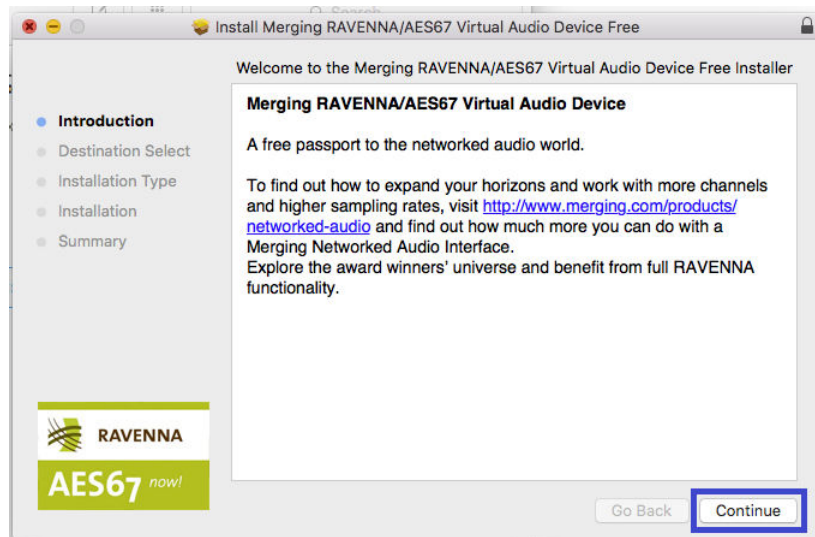 Search
Install Merging RAVENNA/AES67 Virtual Audio Device Free
Welcome to the Merging RAVENNA/AES67 Virtual Audio Device Free Installer
Introduction
Destination Select
Installation Type
Installation
Summary
Merging RAVENNA/AES67 Virtual Audio Device
A free passport to the networked audio world.
To find out how to expand your horizons and work with more channels
and higher sampling rates, visit http://www.merging.com/products/
networked-audio and find out how much more you can do with a
Merging Networked Audio Interface.
Explore the award winners' universe and benefit from full RAVENNA
functionality.
RAVENNA
AES67 now!
Go Back
Continue